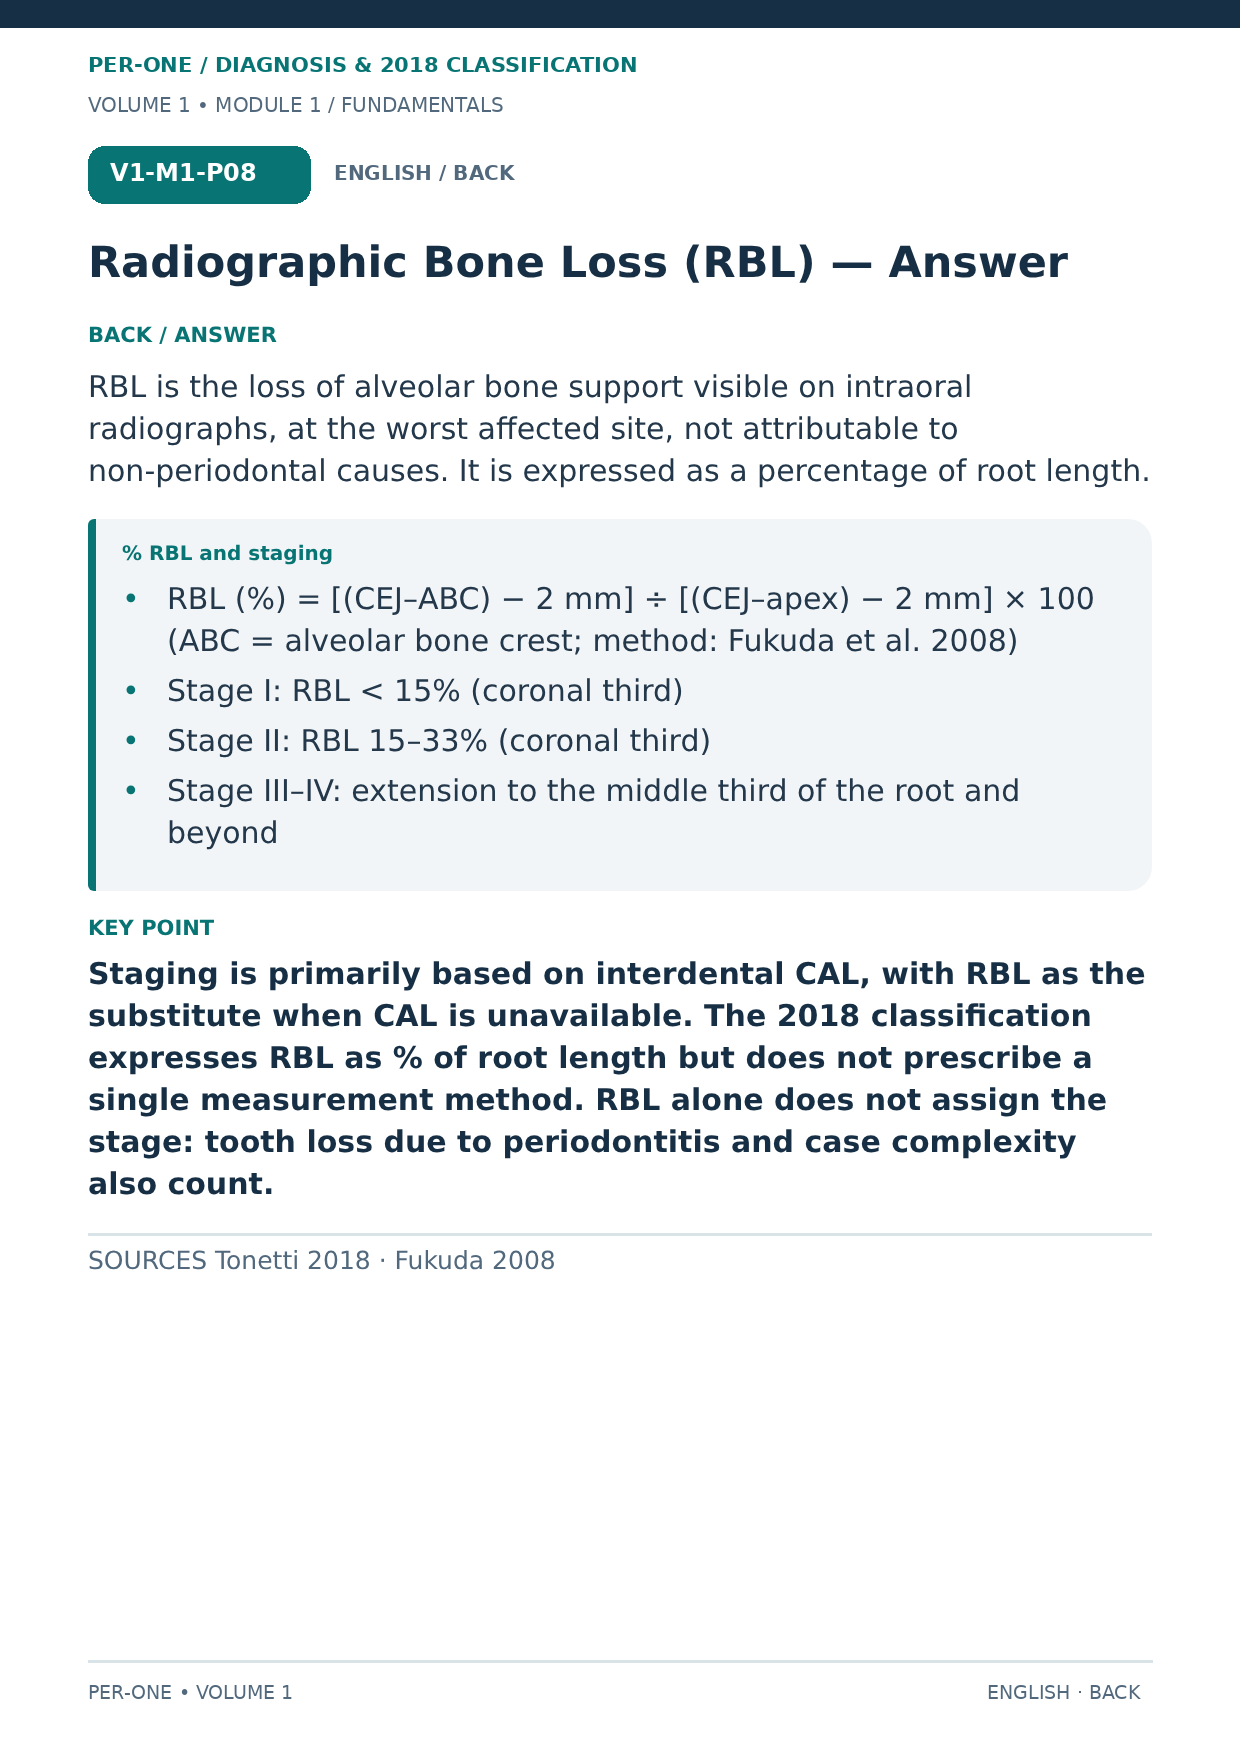 PER-ONE / DIAGNOSIS & 2018 CLASSIFICATION
VOLUME 1 • MODULE 1 / FUNDAMENTALS
V1-M1-P08
ENGLISH / BACK
Radiographic Bone Loss (RBL) — Answer
BACK / ANSWER
RBL is the loss of alveolar bone support visible on intraoral
radiographs, at the worst affected site, not attributable to
non-periodontal causes. It is expressed as a percentage of root length.
% RBL and staging
• RBL (%) = [(CEJ–ABC) − 2 mm] ÷ [(CEJ–apex) − 2 mm] × 100
(ABC = alveolar bone crest; method: Fukuda et al. 2008)
• Stage I: RBL < 15% (coronal third)
• Stage II: RBL 15–33% (coronal third)
• Stage III–IV: extension to the middle third of the root and
beyond
KEY POINT
Staging is primarily based on interdental CAL, with RBL as the
substitute when CAL is unavailable. The 2018 classification
expresses RBL as % of root length but does not prescribe a
single measurement method. RBL alone does not assign the
stage: tooth loss due to periodontitis and case complexity
also count.
SOURCES Tonetti 2018 · Fukuda 2008
PER-ONE • VOLUME 1
ENGLISH · BACK